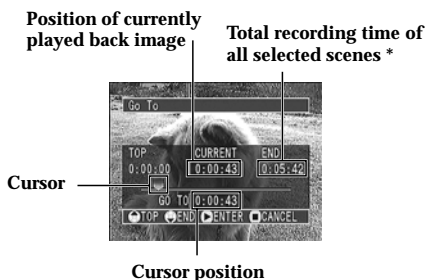 Position of currently
played back image
Total recording time of
all selected scenes *
Go To
TOP CURRENT END
0:00:00 0:00:43 0:05:42
Cursor
GO TO 0:00:43
TOP END ENTER CANCEL
Cursor position